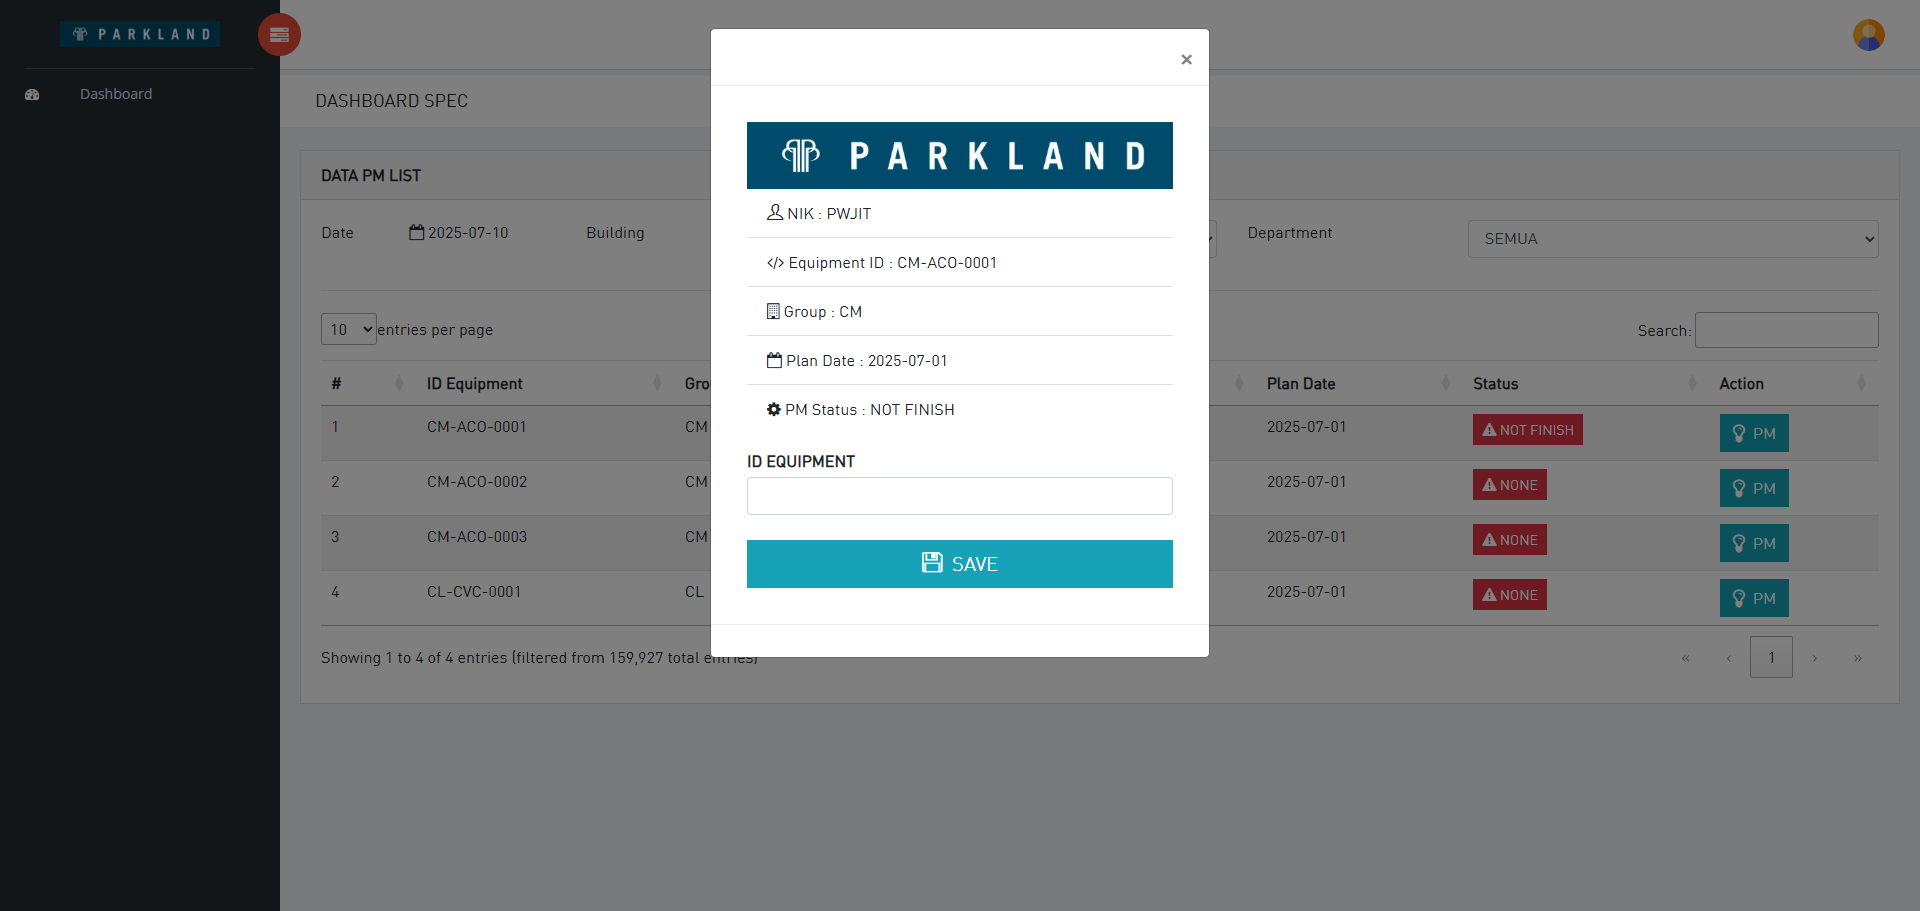 PARKLAND
Dashboard
DASHBOARD SPEC
DATA PM LIST
Date 2025-07-10 Building Department SEMUA
10 entries per page Search:
# ID Equipment Plan Date Status Action
1 CM-ACO-0001 CM 2025-07-01 NOT FINISH PM
2 CM-ACO-0002 CM 2025-07-01 NONE PM
3 CM-ACO-0003 CM 2025-07-01 NONE PM
4 CL-CVC-0001 CL 2025-07-01 NONE PM
Showing 1 to 4 of 4 entries (filtered from 159,927 total entries)
« ‹ 1 › »
×
PARKLAND
NIK : PWJIT
</> Equipment ID : CM-ACO-0001
Group : CM
Plan Date : 2025-07-01
PM Status : NOT FINISH
ID EQUIPMENT
SAVE